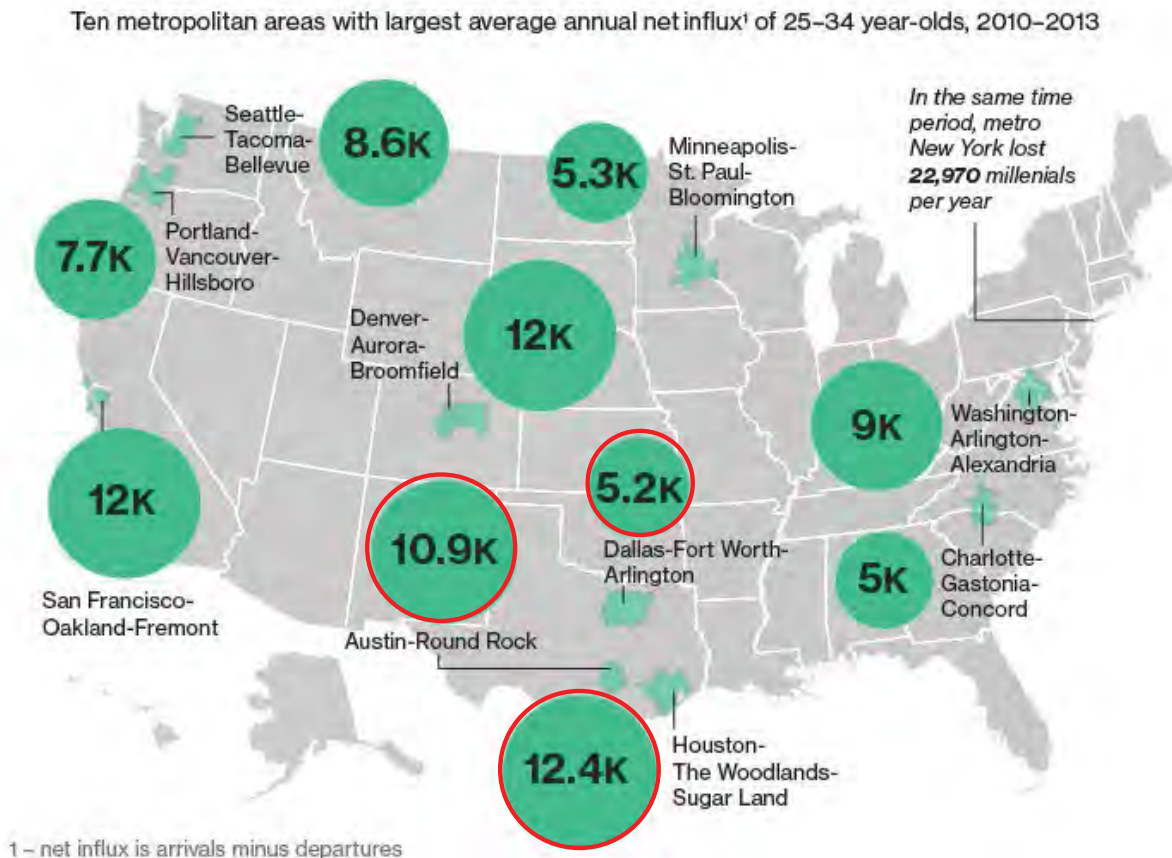 Ten metropolitan areas with largest average annual net influx¹ of 25–34 year-olds, 2010–2013
Seattle-
Tacoma-
Bellevue
8.6K
5.3K
Minneapolis-
St. Paul-
Bloomington
In the same time
period, metro
New York lost
22,970 millenials
per year
7.7K
Portland-
Vancouver-
Hillsboro
Denver-
Aurora-
Broomfield
12K
9K
Washington-
Arlington-
Alexandria
12K
San Francisco-
Oakland-Fremont
10.9K
Austin-Round Rock
5.2K
Dallas-Fort Worth-
Arlington
5K
Charlotte-
Gastonia-
Concord
12.4K
Houston-
The Woodlands-
Sugar Land
1 – net influx is arrivals minus departures